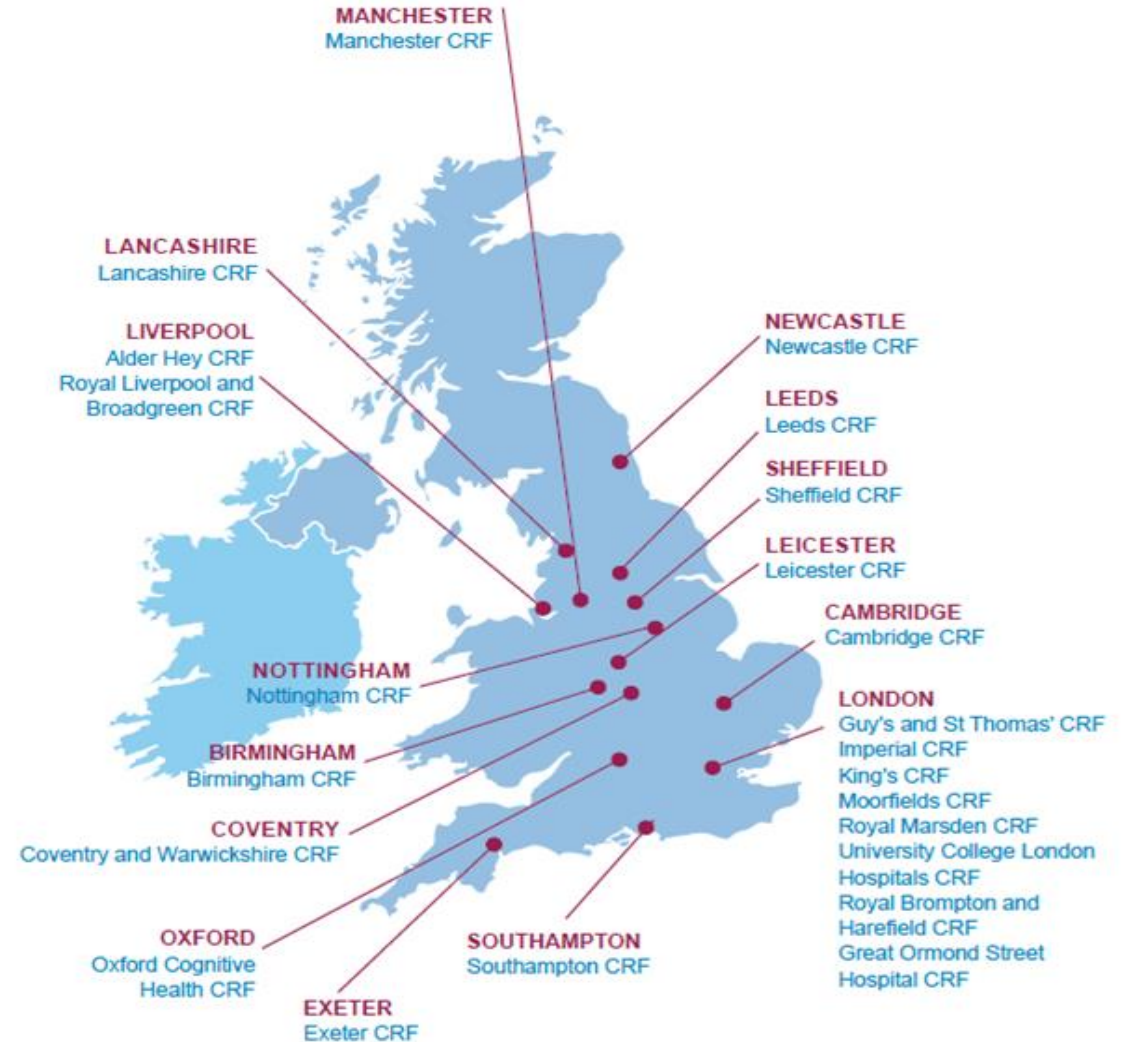 MANCHESTER
Manchester CRF
LANCASHIRE
Lancashire CRF
LIVERPOOL
Alder Hey CRF
Royal Liverpool and
Broadgreen CRF
NEWCASTLE
Newcastle CRF
LEEDS
Leeds CRF
SHEFFIELD
Sheffield CRF
LEICESTER
Leicester CRF
CAMBRIDGE
Cambridge CRF
NOTTINGHAM
Nottingham CRF
LONDON
Guy's and St Thomas' CRF
Imperial CRF
King's CRF
Moorfields CRF
Royal Marsden CRF
University College London
Hospitals CRF
Royal Brompton and
Harefield CRF
Great Ormond Street
Hospital CRF
BIRMINGHAM
Birmingham CRF
COVENTRY
Coventry and Warwickshire CRF
OXFORD
Oxford Cognitive
Health CRF
SOUTHAMPTON
Southampton CRF
EXETER
Exeter CRF